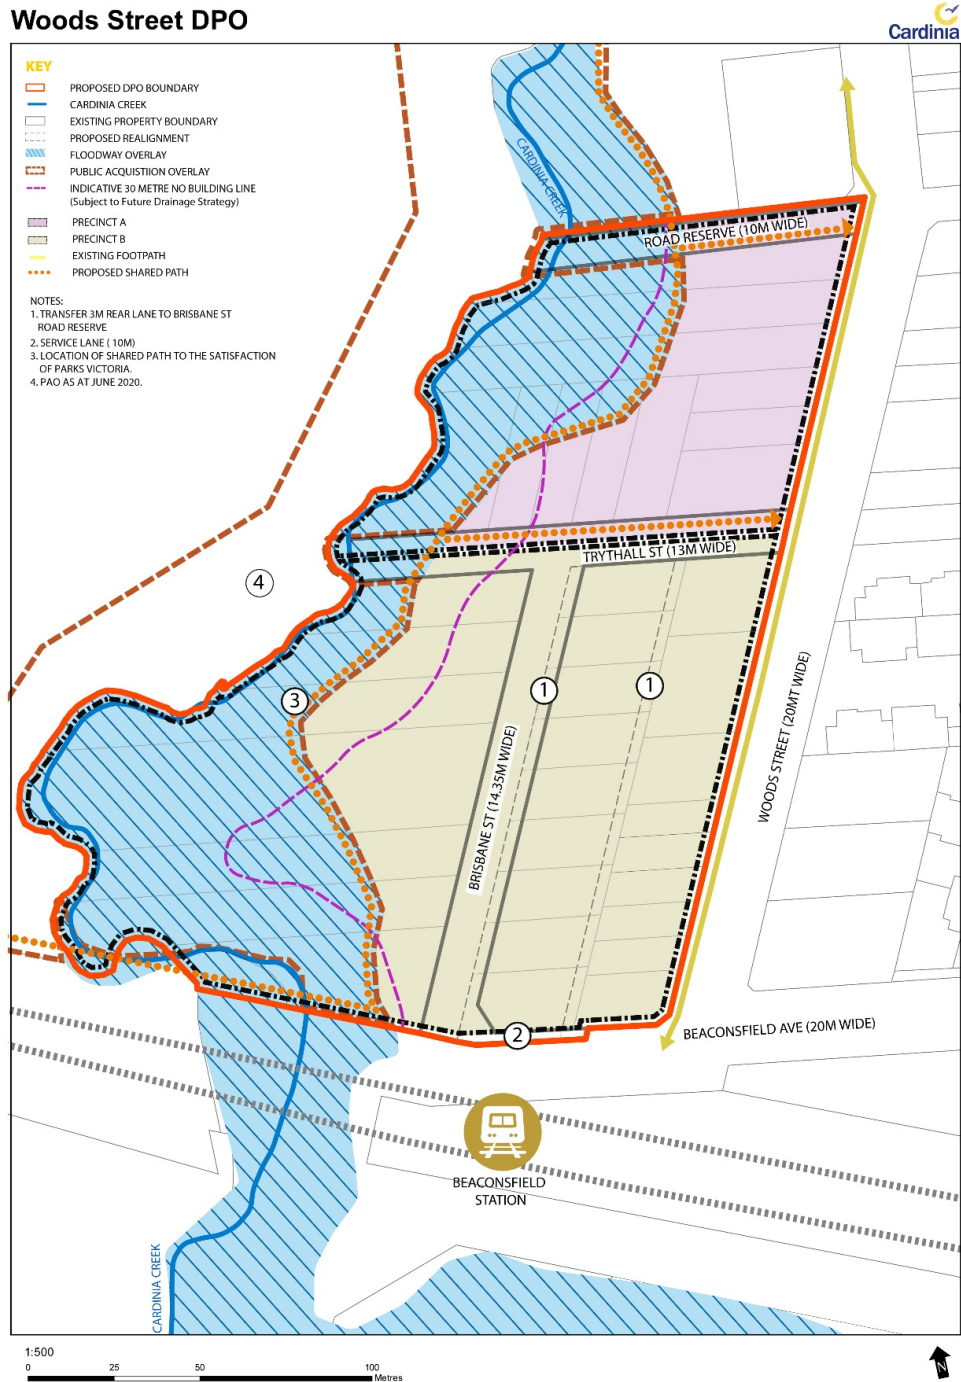 Woods Street DPO
Cardinia
KEY
PROPOSED DPO BOUNDARY
CARDINIA CREEK
EXISTING PROPERTY BOUNDARY
PROPOSED REALIGNMENT
FLOODWAY OVERLAY
PUBLIC ACQUISTIION OVERLAY
INDICATIVE 30 METRE NO BUILDING LINE
(Subject to Future Drainage Strategy)
PRECINCT A
PRECINCT B
EXISTING FOOTPATH
PROPOSED SHARED PATH
NOTES:
1. TRANSFER 3M REAR LANE TO BRISBANE ST
ROAD RESERVE
2. SERVICE LANE ( 10M)
3. LOCATION OF SHARED PATH TO THE SATISFACTION
OF PARKS VICTORIA.
4. PAO AS AT JUNE 2020.
CARDINIA CREEK
ROAD RESERVE (10M WIDE)
TRYTHALL ST (13M WIDE)
4
3
1
1
BRISBANE ST (14.35M WIDE)
WOODS STREET (20MT WIDE)
2
BEACONSFIELD AVE (20M WIDE)
BEACONSFIELD
STATION
CARDINIA CREEK
1:500
0 25 50 100
Metres
N